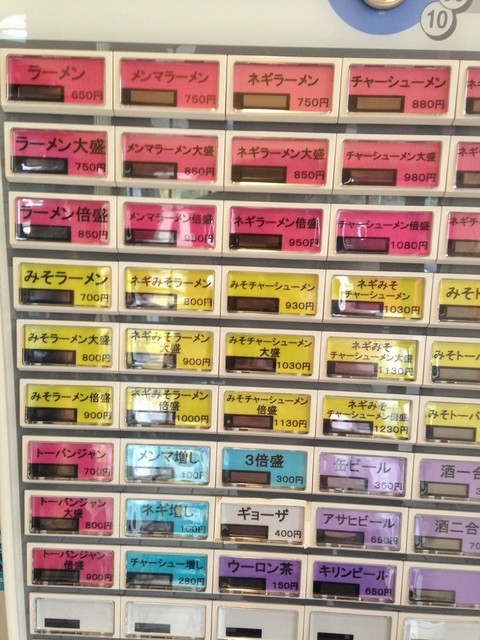 10
ラーメン 650円
メンマラーメン 750円
ネギラーメン 750円
チャーシューメン 880円
ラーメン大盛 750円
メンマラーメン大盛 850円
ネギラーメン大盛 850円
チャーシューメン大盛 980円
ラーメン倍盛 850円
メンマラーメン倍盛 950円
ネギラーメン倍盛 950円
チャーシューメン倍盛 1080円
みそラーメン 700円
ネギみそラーメン 800円
みそチャーシューメン 930円
ネギみそ
チャーシューメン 1030円
みそ
みそラーメン大盛 800円
ネギみそラーメン
大盛 900円
みそチャーシューメン
大盛 1030円
ネギみそ
チャーシューメン大盛 1130円
みそトーバ
みそラーメン倍盛 900円
ネギみそラーメン
倍盛 1000円
みそチャーシューメン
倍盛 1130円
ネギみそ
チャーシューメン倍盛 1230円
みそトーバ
トーバンジャン 700円
メンマ増し 100円
3倍盛 300円
缶ビール 350円
酒一合
トーバンジャン
大盛 800円
ネギ増し 100円
ギョーザ 400円
アサヒビール 650円
酒二合
トーバンジャン
倍盛 900円
チャーシュー増し 280円
ウーロン茶 150円
キリンビール 650円